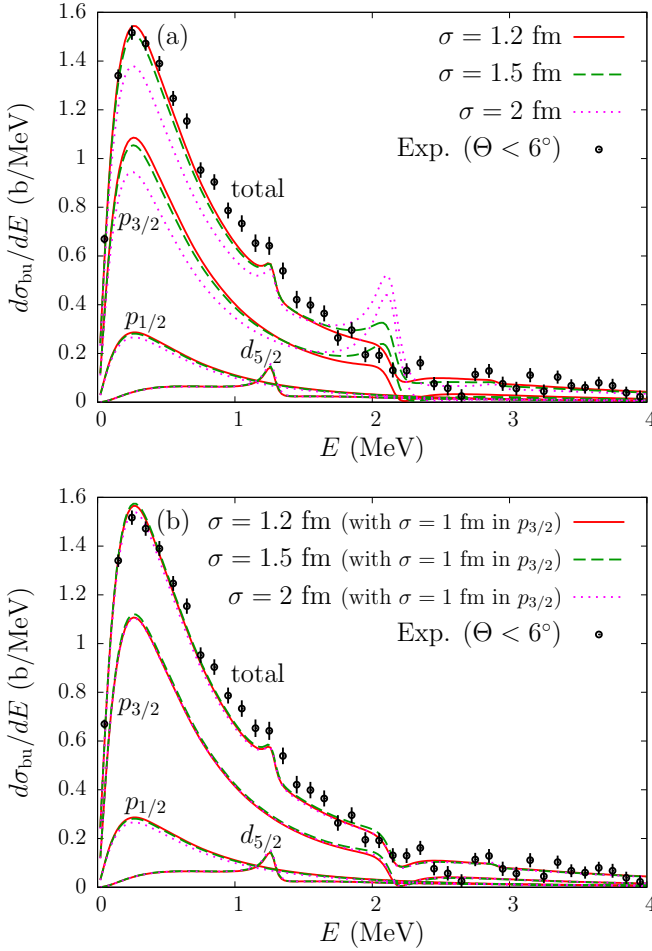 (a)
σ = 1.2 fm
σ = 1.5 fm
σ = 2 fm
Exp. (Θ < 6°)
total
p3/2
p1/2
d5/2
dσbu/dE (b/MeV)
1.6
1.4
1.2
1
0.8
0.6
0.4
0.2
0
0 1 2 3 4
E (MeV)
(b)
σ = 1.2 fm (with σ = 1 fm in p3/2)
σ = 1.5 fm (with σ = 1 fm in p3/2)
σ = 2 fm (with σ = 1 fm in p3/2)
Exp. (Θ < 6°)
total
p3/2
p1/2
d5/2
dσbu/dE (b/MeV)
1.6
1.4
1.2
1
0.8
0.6
0.4
0.2
0
0 1 2 3 4
E (MeV)